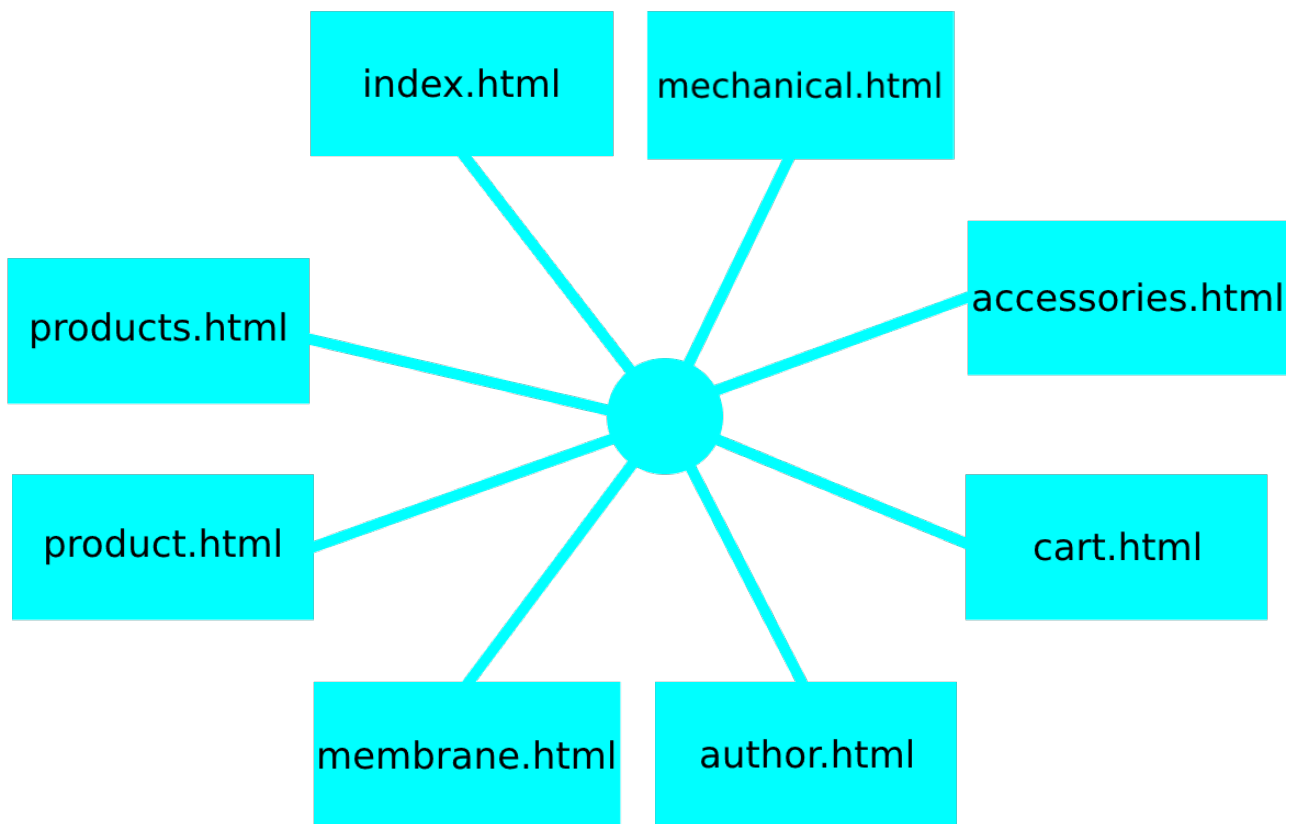 index.html
mechanical.html
accessories.html
products.html
product.html
cart.html
membrane.html
author.html